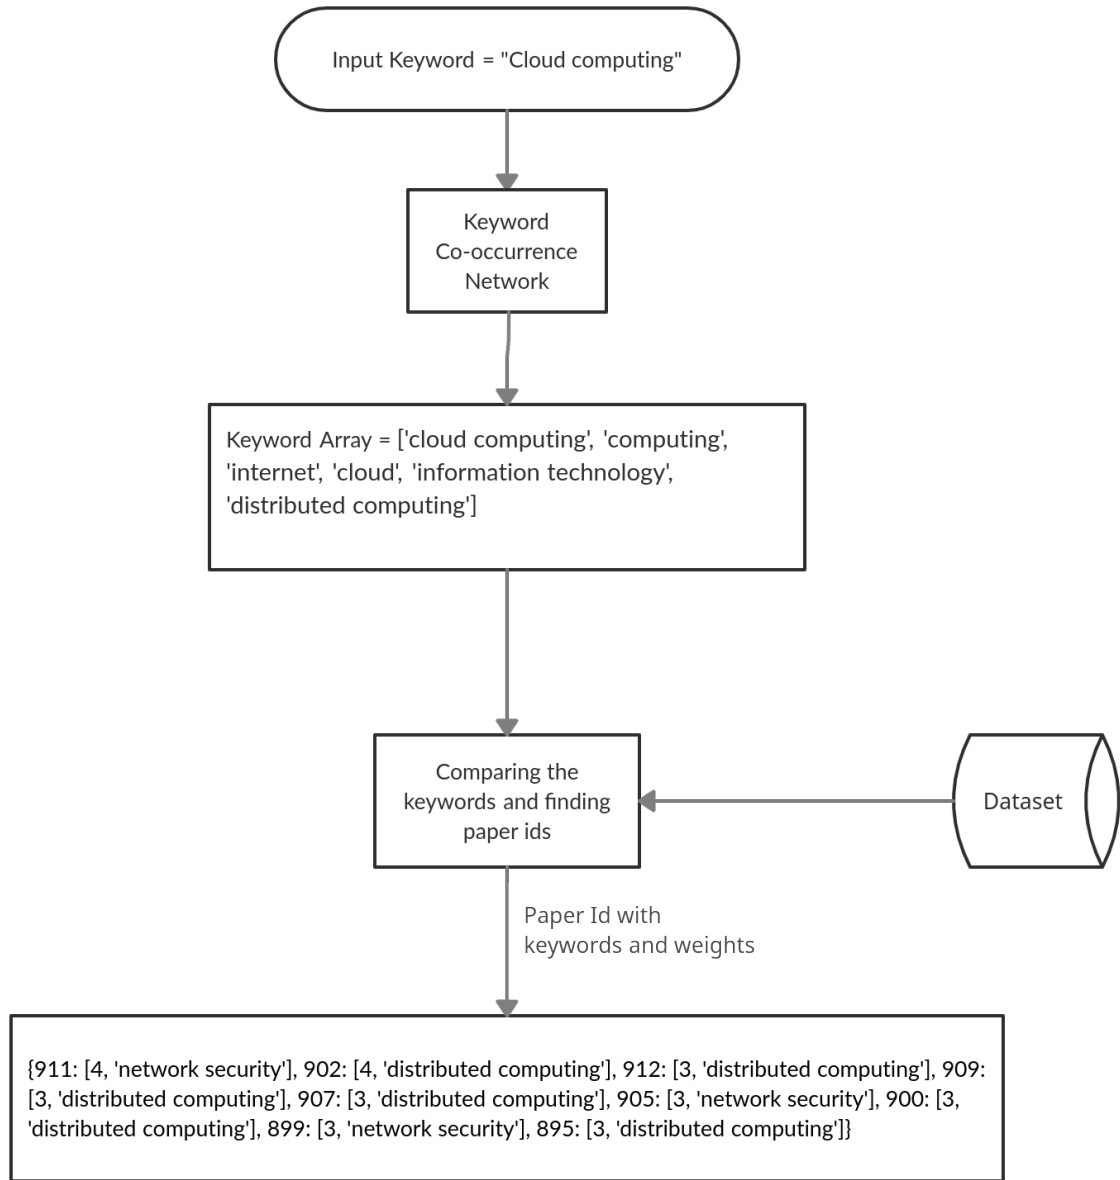 Input Keyword = "Cloud computing"
Keyword
Co-occurrence
Network
Keyword Array = ['cloud computing', 'computing',
'internet', 'cloud', 'information technology',
'distributed computing']
Comparing the
keywords and finding
paper ids
Dataset
Paper Id with
keywords and weights
{911: [4, 'network security'], 902: [4, 'distributed computing'], 912: [3, 'distributed computing'], 909:
[3, 'distributed computing'], 907: [3, 'distributed computing'], 905: [3, 'network security'], 900: [3,
'distributed computing'], 899: [3, 'network security'], 895: [3, 'distributed computing']}